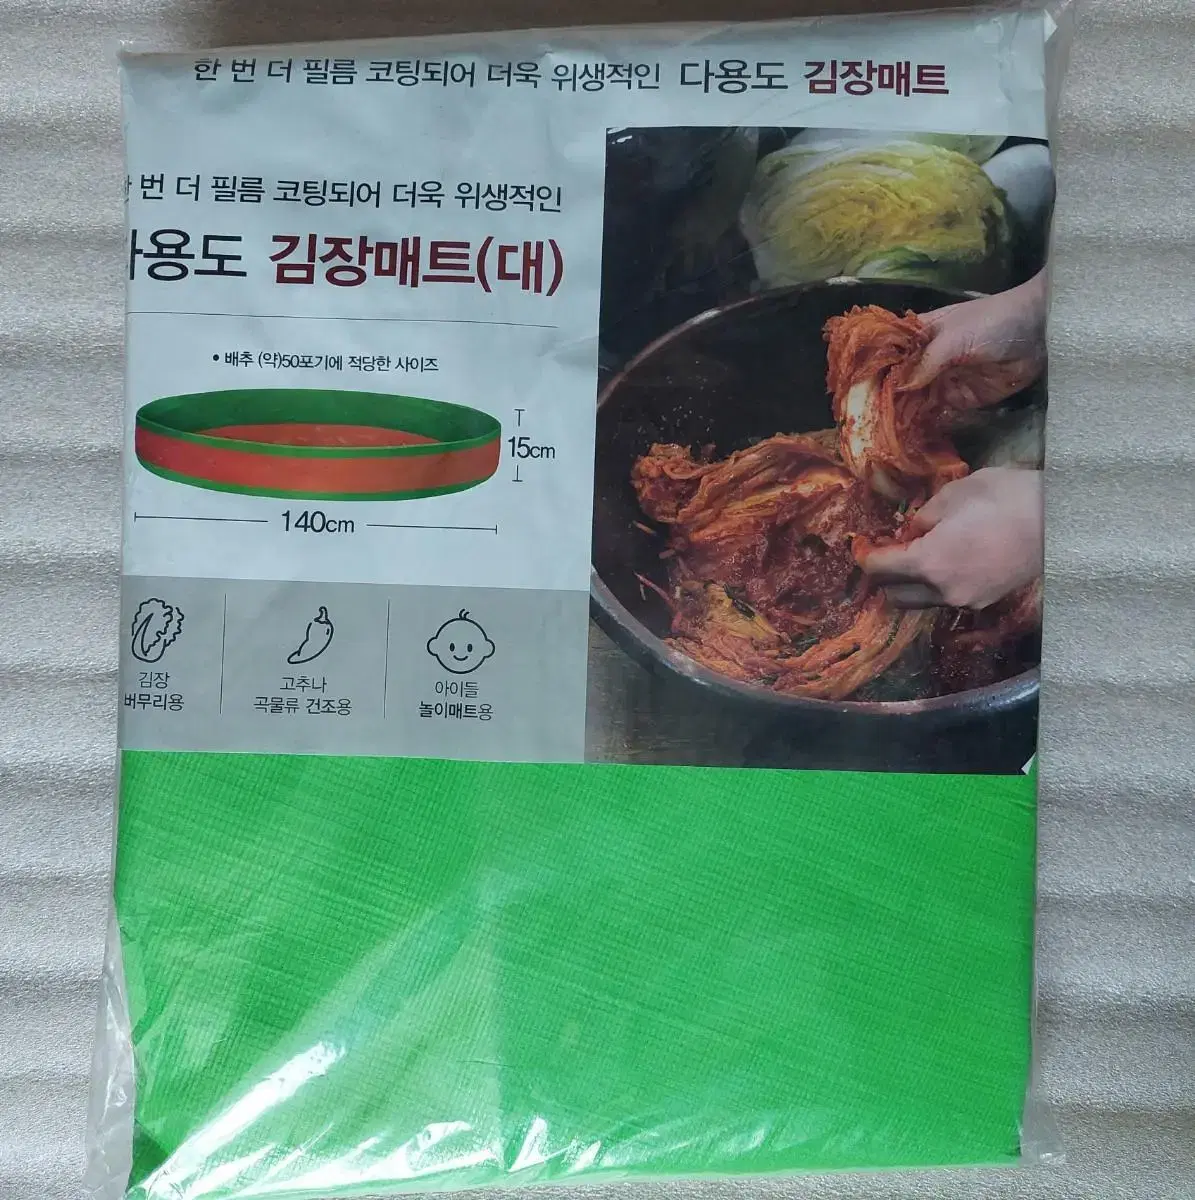 한 번 더 필름 코팅되어 더욱 위생적인 다용도 김장매트
번 더 필름 코팅되어 더욱 위생적인
다용도 김장매트(대)
• 배추 (약)50포기에 적당한 사이즈
15cm
140cm
김장
버무리용
고추나
곡물류 건조용
아이들
놀이매트용